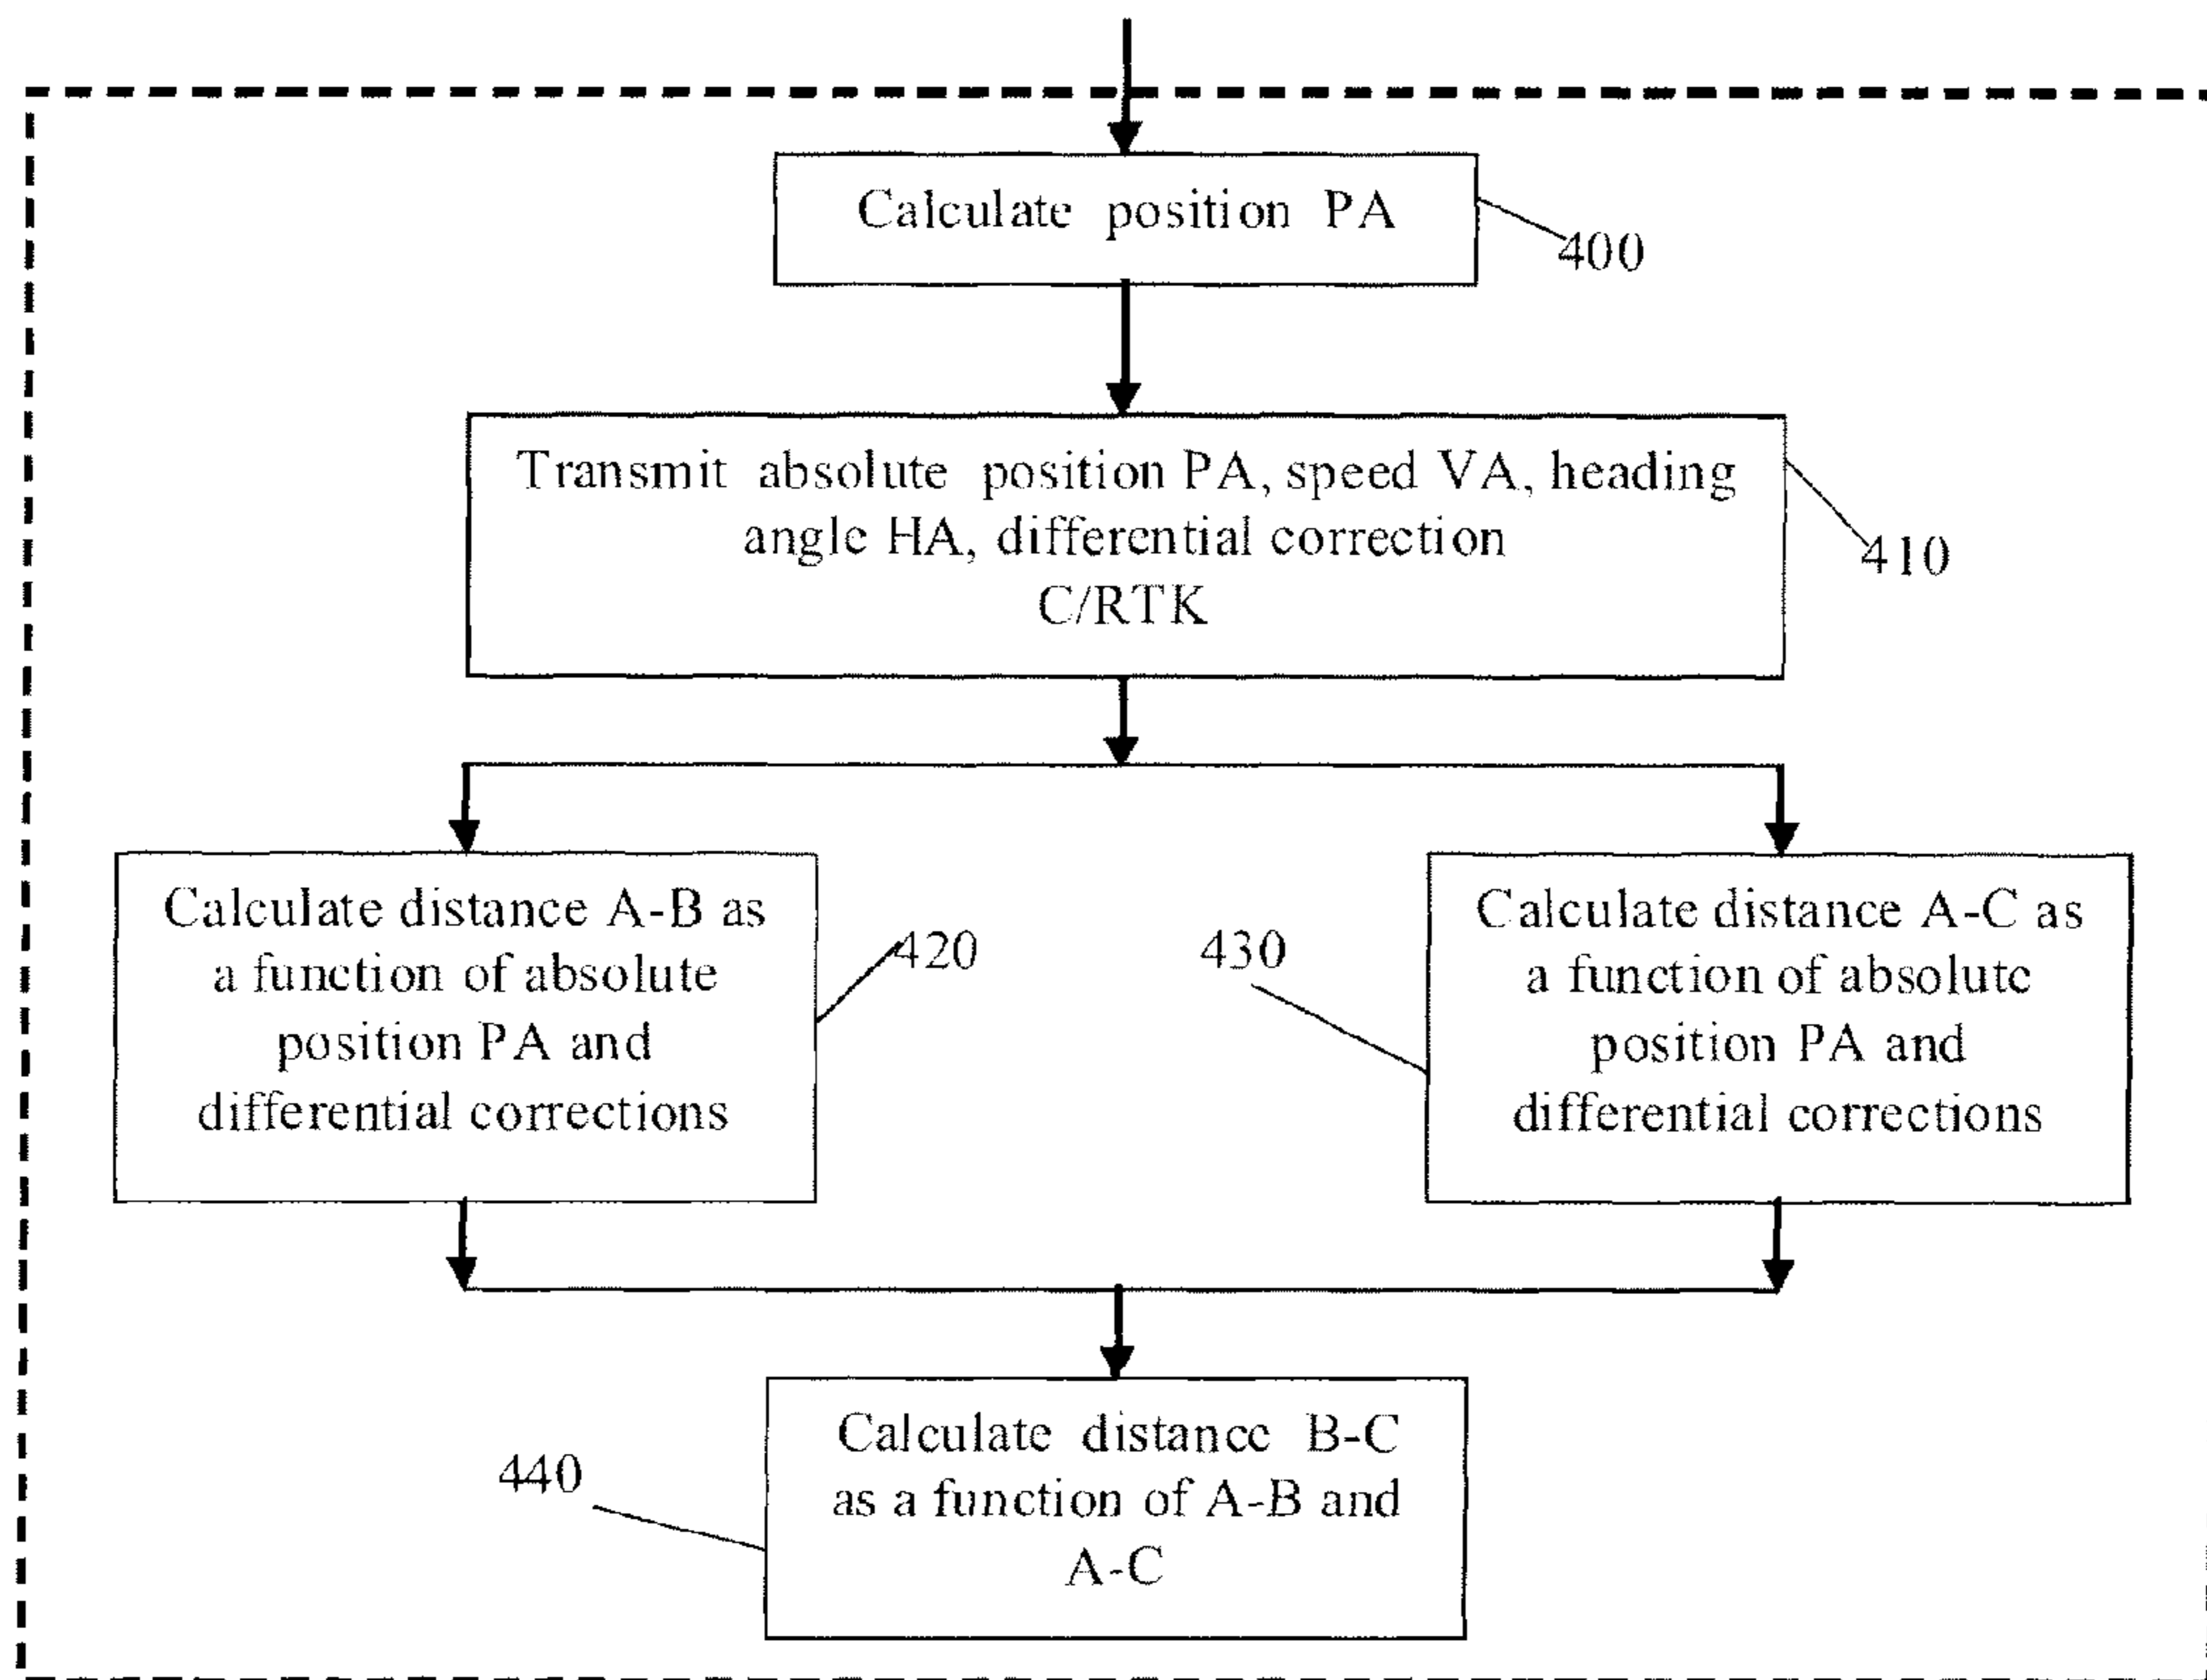 Calculate position PA
400
Transmit absolute position PA, speed VA, heading
angle HA, differential correction
C/RTK
410
Calculate distance A-B as
a function of absolute
position PA and
differential corrections
420
430
Calculate distance A-C as
a function of absolute
position PA and
differential corrections
Calculate distance B-C
as a function of A-B and
A-C
440